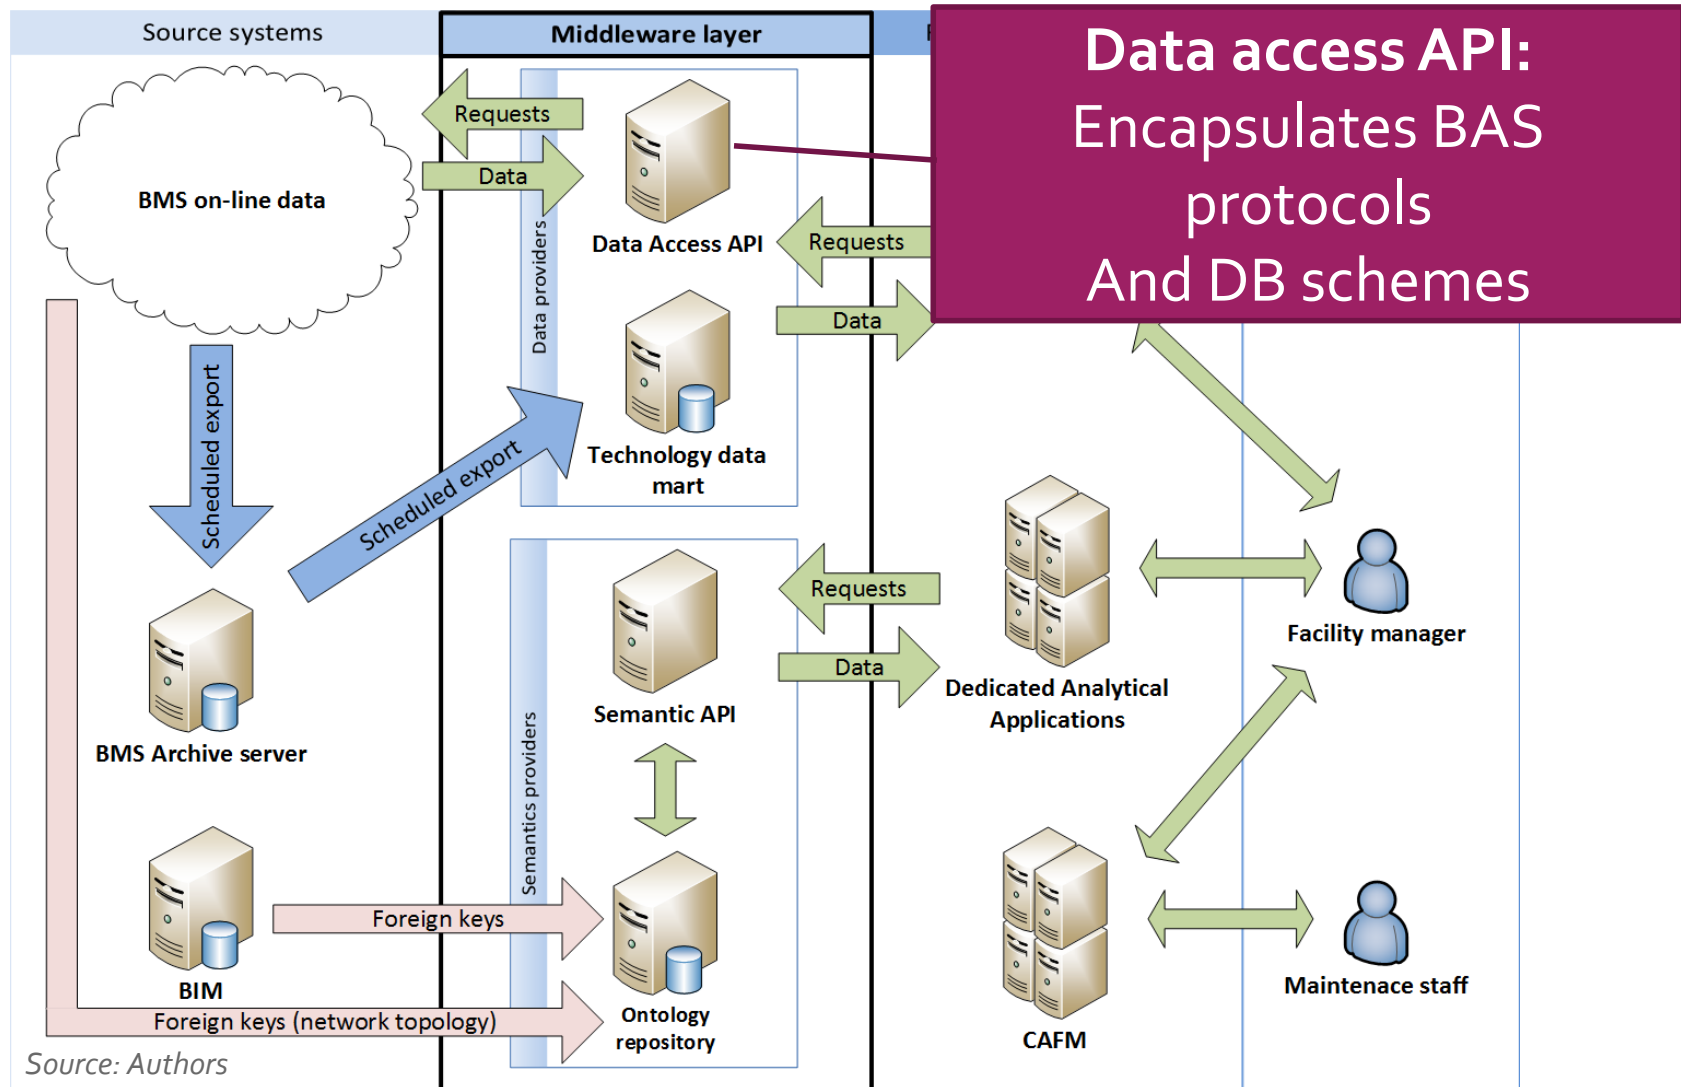 Source systems
Middleware layer
Data access API:
Encapsulates BAS
protocols
And DB schemes
BMS on-line data
Requests
Data
Data Access API
Data providers
Requests
Data
Technology data
mart
Scheduled export
Scheduled export
BMS Archive server
BIM
Semantics providers
Semantic API
Requests
Data
Ontology
repository
Foreign keys
Foreign keys (network topology)
Dedicated Analytical
Applications
CAFM
Facility manager
Maintenace staff
Source: Authors